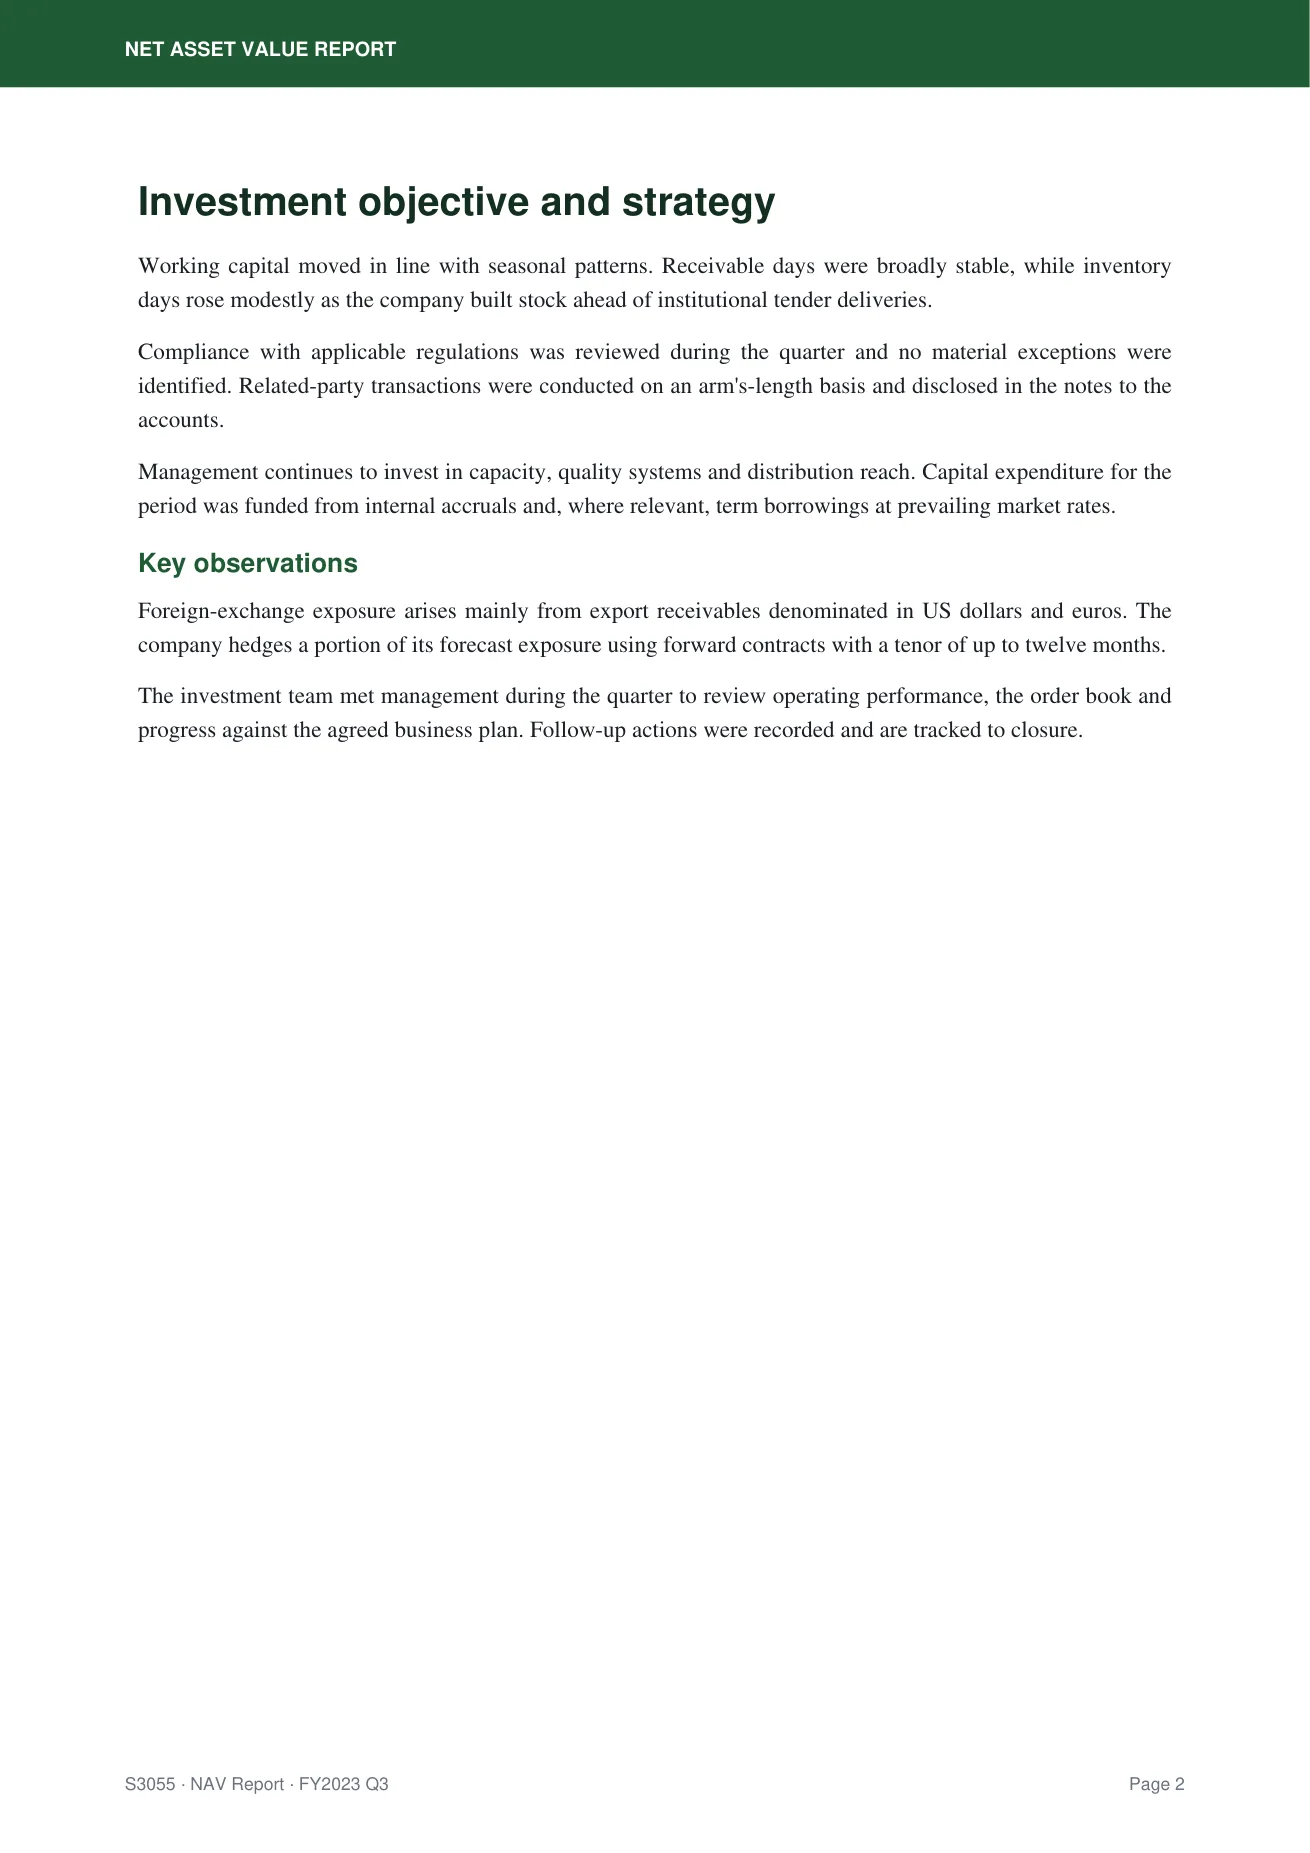 NET ASSET VALUE REPORT
Investment objective and strategy
Working capital moved in line with seasonal patterns. Receivable days were broadly stable, while inventory
days rose modestly as the company built stock ahead of institutional tender deliveries.
Compliance with applicable regulations was reviewed during the quarter and no material exceptions were
identified. Related-party transactions were conducted on an arm's-length basis and disclosed in the notes to the
accounts.
Management continues to invest in capacity, quality systems and distribution reach. Capital expenditure for the
period was funded from internal accruals and, where relevant, term borrowings at prevailing market rates.
Key observations
Foreign-exchange exposure arises mainly from export receivables denominated in US dollars and euros. The
company hedges a portion of its forecast exposure using forward contracts with a tenor of up to twelve months.
The investment team met management during the quarter to review operating performance, the order book and
progress against the agreed business plan. Follow-up actions were recorded and are tracked to closure.
S3055 · NAV Report · FY2023 Q3
Page 2